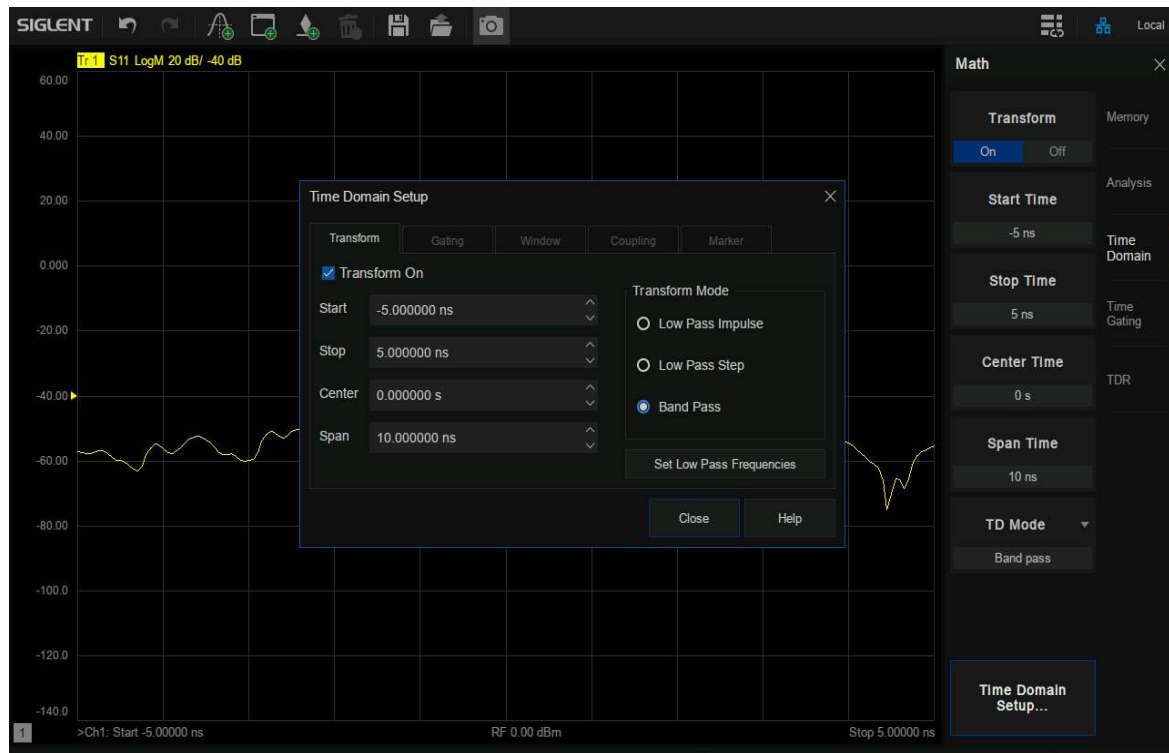 SIGLENT
Local
Tr 1 S11 LogM 20 dB/ -40 dB
60.00
40.00
20.00
0.000
-20.00
-40.00
-60.00
-80.00
-100.0
-120.0
-140.0
1
>Ch1: Start -5.00000 ns
RF 0.00 dBm
Stop 5.00000 ns
Time Domain Setup
Transform
Gating
Window
Coupling
Marker
Transform On
Start
-5.000000 ns
Stop
5.000000 ns
Center
0.000000 s
Span
10.000000 ns
Transform Mode
Low Pass Impulse
Low Pass Step
Band Pass
Set Low Pass Frequencies
Close
Help
Math
Transform
On
Off
Start Time
-5 ns
Stop Time
5 ns
Center Time
0 s
Span Time
10 ns
TD Mode
Band pass
Time Domain
Setup...
Memory
Analysis
Time
Domain
Time
Gating
TDR